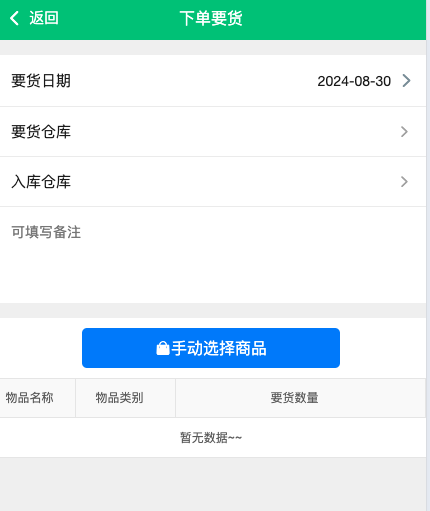 返回 下单要货
要货日期 2024-08-30
要货仓库
入库仓库
可填写备注
手动选择商品
物品名称 物品类别 要货数量
暂无数据~~